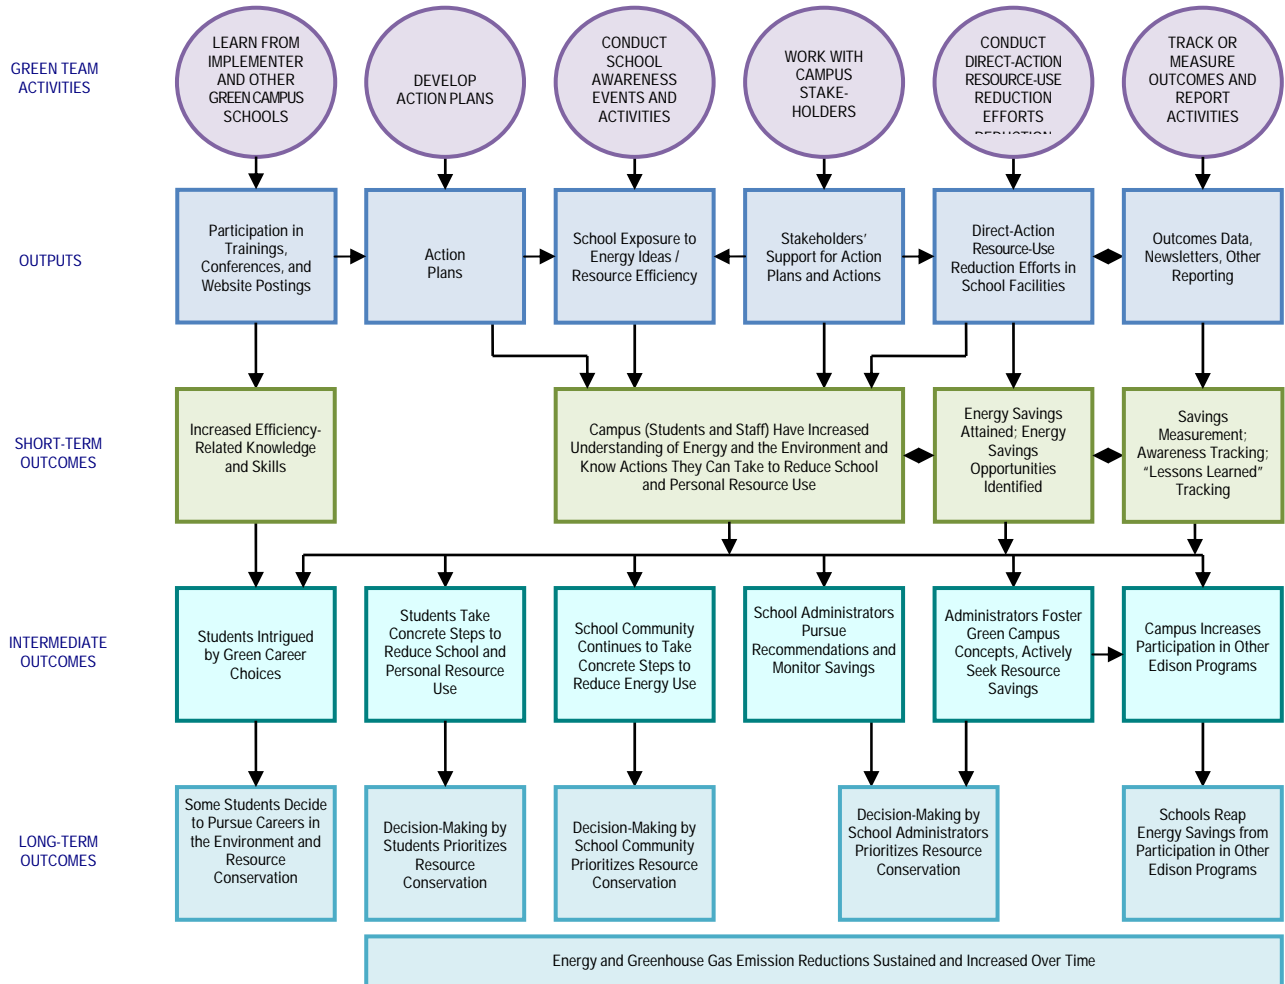 GREEN TEAM
ACTIVITIES
LEARN FROM
IMPLEMENTER
AND OTHER
GREEN CAMPUS
SCHOOLS
DEVELOP
ACTION PLANS
CONDUCT
SCHOOL
AWARENESS
EVENTS AND
ACTIVITIES
WORK WITH
CAMPUS
STAKE-
HOLDERS
CONDUCT
DIRECT-ACTION
RESOURCE-USE
REDUCTION
EFFORTS
REDUCTION
TRACK OR
MEASURE
OUTCOMES AND
REPORT
ACTIVITIES
OUTPUTS
Participation in
Trainings,
Conferences, and
Website Postings
Action
Plans
School Exposure to
Energy Ideas /
Resource Efficiency
Stakeholders'
Support for Action
Plans and Actions
Direct-Action
Resource-Use
Reduction Efforts in
School Facilities
Outcomes Data,
Newsletters, Other
Reporting
SHORT-TERM
OUTCOMES
Increased Efficiency-
Related Knowledge
and Skills
Campus (Students and Staff) Have Increased
Understanding of Energy and the Environment and
Know Actions They Can Take to Reduce School
and Personal Resource Use
Energy Savings
Attained; Energy
Savings
Opportunities
Identified
Savings
Measurement;
Awareness Tracking;
"Lessons Learned"
Tracking
INTERMEDIATE
OUTCOMES
Students Intrigued
by Green Career
Choices
Students Take
Concrete Steps to
Reduce School and
Personal Resource
Use
School Community
Continues to Take
Concrete Steps to
Reduce Energy Use
School Administrators
Pursue
Recommendations and
Monitor Savings
Administrators Foster
Green Campus
Concepts, Actively
Seek Resource
Savings
Campus Increases
Participation in Other
Edison Programs
LONG-TERM
OUTCOMES
Some Students Decide
to Pursue Careers in
the Environment and
Resource
Conservation
Decision-Making by
Students Prioritizes
Resource
Conservation
Decision-Making by
School Community
Prioritizes Resource
Conservation
Decision-Making by
School Administrators
Prioritizes Resource
Conservation
Schools Reap
Energy Savings from
Participation in Other
Edison Programs
Energy and Greenhouse Gas Emission Reductions Sustained and Increased Over Time